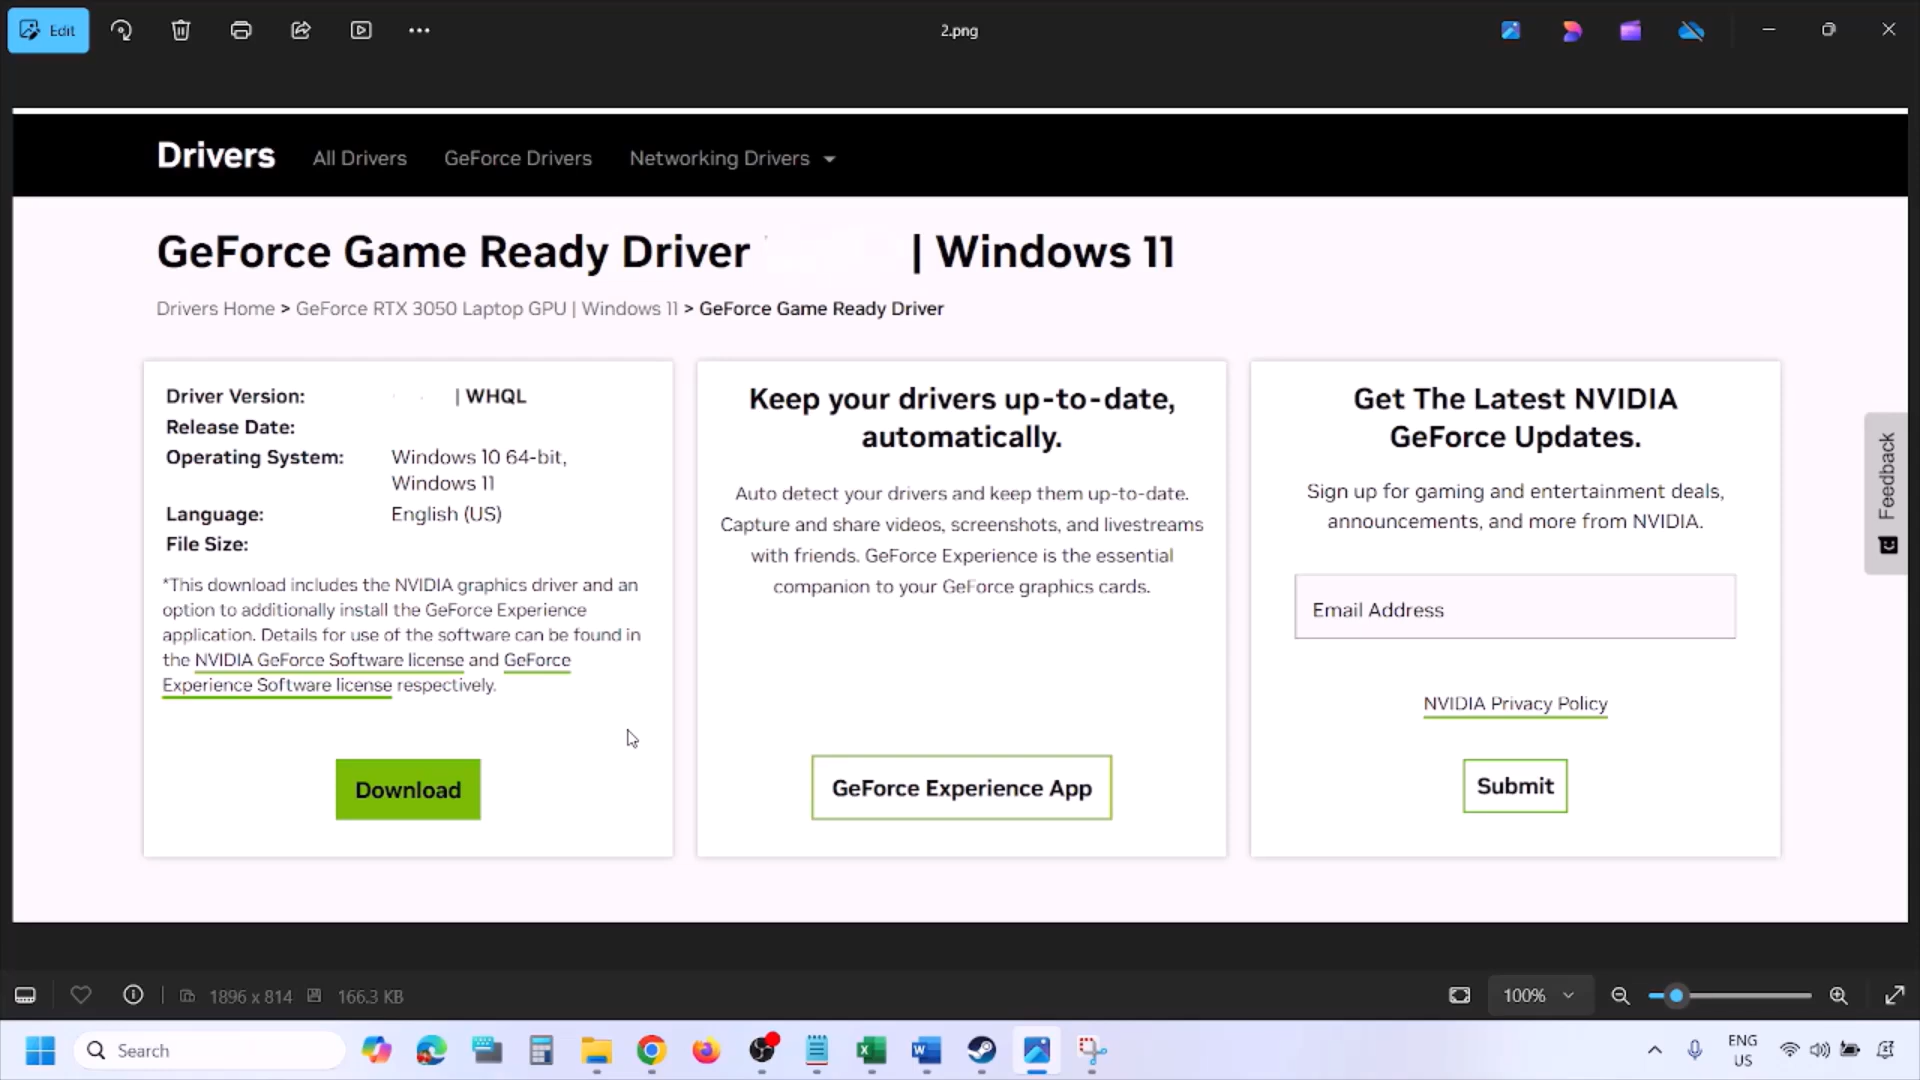 Edit
2.png
Drivers
All Drivers
GeForce Drivers
Networking Drivers
GeForce Game Ready Driver | Windows 11
Drivers Home > GeForce RTX 3050 Laptop GPU | Windows 11 > GeForce Game Ready Driver
Driver Version: | WHQL
Release Date:
Operating System: Windows 10 64-bit,
Windows 11
Language: English (US)
File Size:
*This download includes the NVIDIA graphics driver and an
option to additionally install the GeForce Experience
application. Details for use of the software can be found in
the NVIDIA GeForce Software license and GeForce
Experience Software license respectively.
Download
Keep your drivers up-to-date,
automatically.
Auto detect your drivers and keep them up-to-date.
Capture and share videos, screenshots, and livestreams
with friends. GeForce Experience is the essential
companion to your GeForce graphics cards.
GeForce Experience App
Get The Latest NVIDIA
GeForce Updates.
Sign up for gaming and entertainment deals,
announcements, and more from NVIDIA.
Email Address
NVIDIA Privacy Policy
Submit
Feedback
1896 x 814
166.3 KB
100%
Search
ENG
US